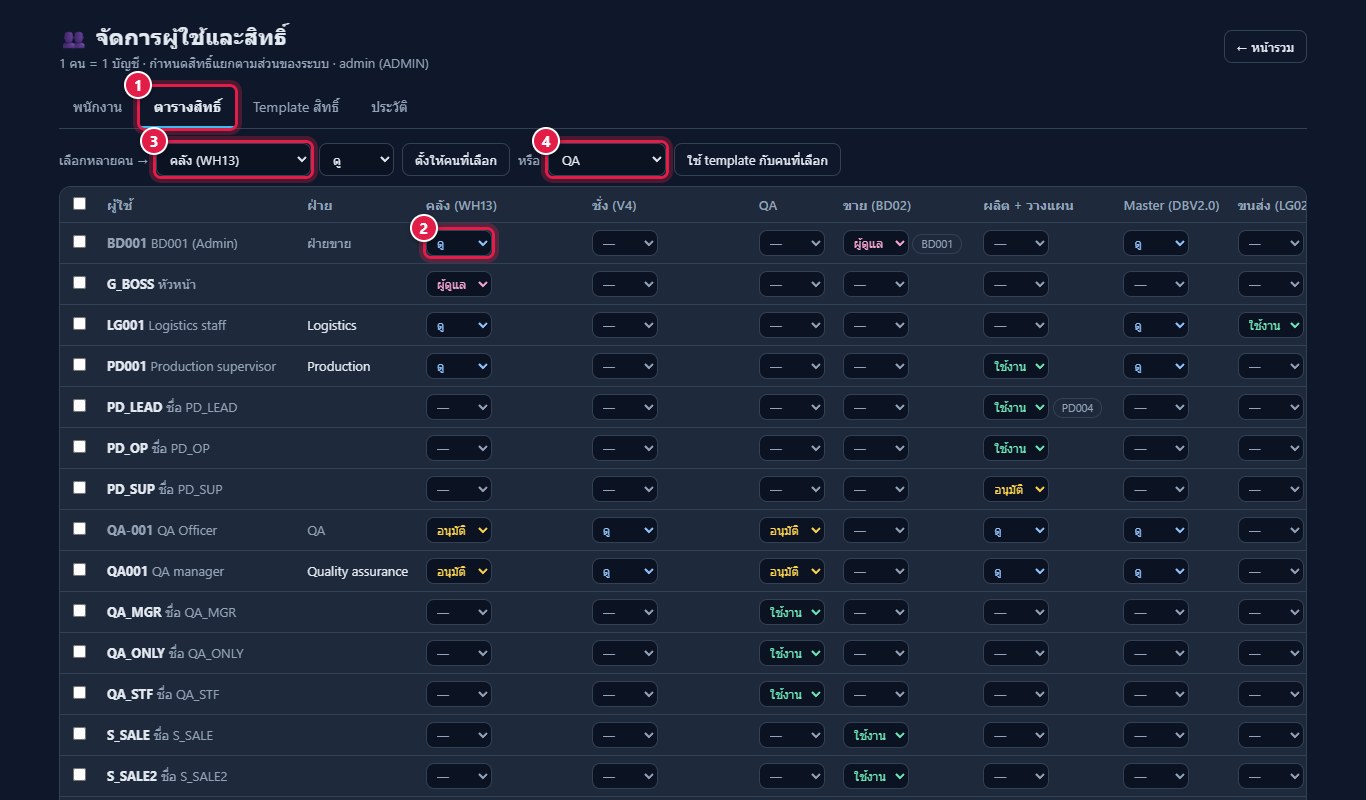 จัดการผู้ใช้และสิทธิ์
← หน้ารวม
1 คน = 1 บัญชี · กำหนดสิทธิ์แยกตามส่วนของระบบ · admin (ADMIN)
1
พนักงาน ตารางสิทธิ์ Template สิทธิ์ ประวัติ
3 4
เลือกหลายคน → คลัง (WH13) ดู ตั้งให้คนที่เลือก หรือ QA ใช้ template กับคนที่เลือก
ผู้ใช้ ฝ่าย คลัง (WH13) ชั่ง (V4) QA ขาย (BD02) ผลิต + วางแผน Master (DBV2.0) ขนส่ง (LG02
2
BD001 BD001 (Admin) ฝ่ายขาย ดู — — ผู้ดูแล BD001 — ดู —
G_BOSS หัวหน้า ผู้ดูแล — — — — — —
LG001 Logistics staff Logistics ดู — — — — ดู ใช้งาน
PD001 Production supervisor Production ดู — — — ใช้งาน ดู —
PD_LEAD ชื่อ PD_LEAD — — — — ใช้งาน PD004 — —
PD_OP ชื่อ PD_OP — — — — ใช้งาน — —
PD_SUP ชื่อ PD_SUP — — — — อนุมัติ — —
QA-001 QA Officer QA อนุมัติ ดู อนุมัติ — ดู ดู —
QA001 QA manager Quality assurance อนุมัติ ดู อนุมัติ — ดู ดู —
QA_MGR ชื่อ QA_MGR — — ใช้งาน — — — —
QA_ONLY ชื่อ QA_ONLY — — ใช้งาน — — — —
QA_STF ชื่อ QA_STF — — ใช้งาน — — — —
S_SALE ชื่อ S_SALE — — — ใช้งาน — — —
S_SALE2 ชื่อ S_SALE2 — — — ใช้งาน — — —